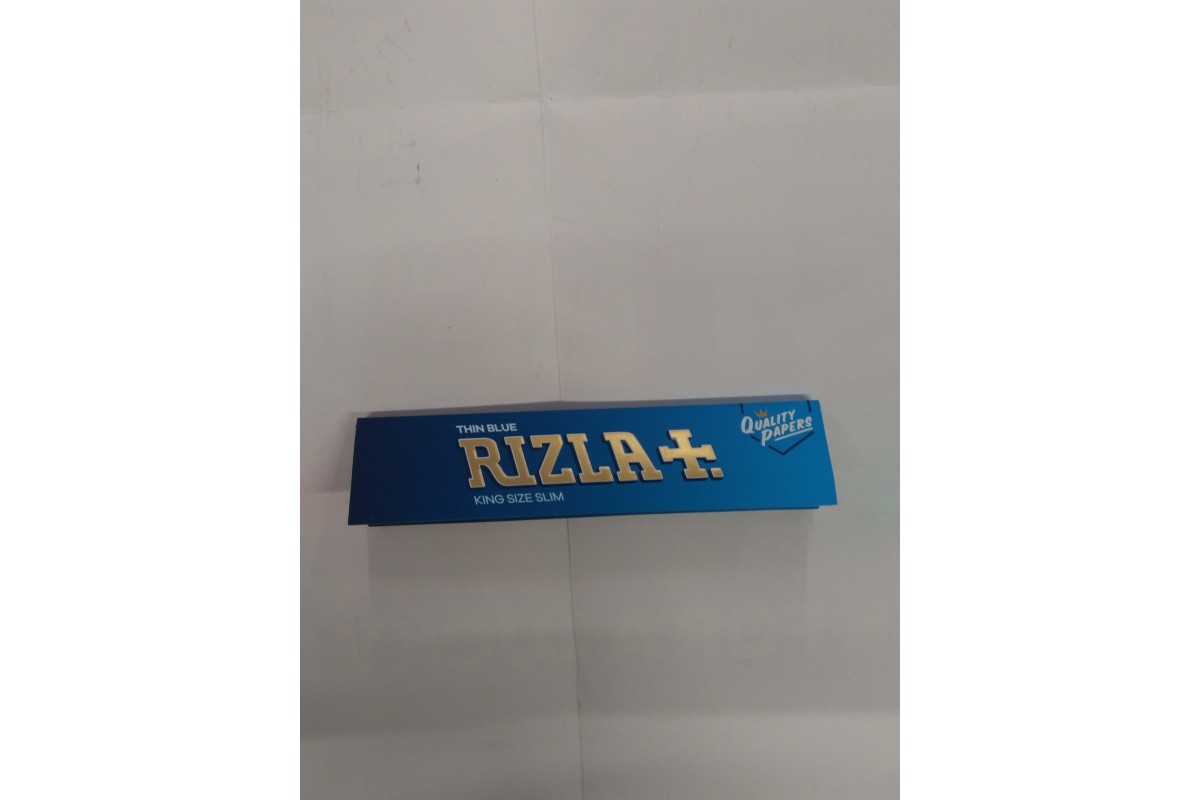 THIN BLUE
RIZLA+.
KING SIZE SLIM
QUALITY
PAPERS